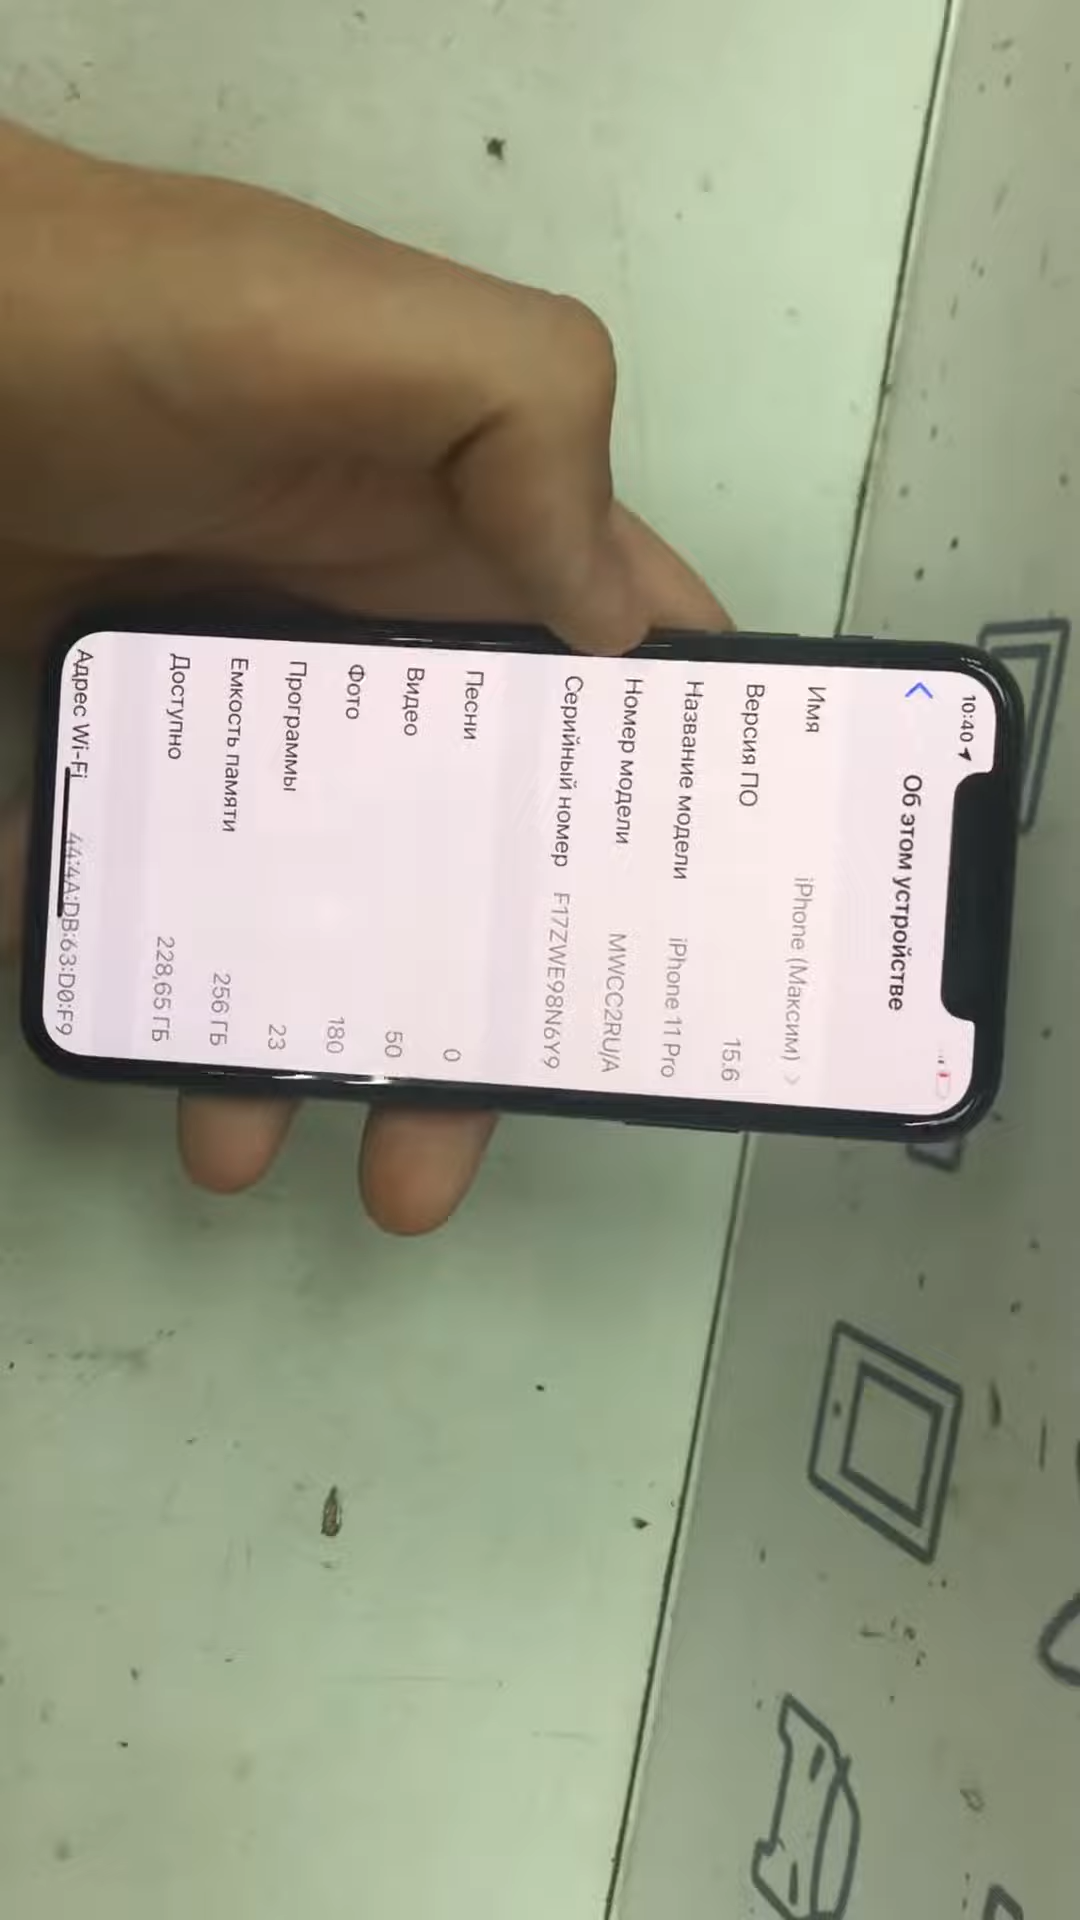 10:40
Об этом устройстве
Имя iPhone (Максим)
Версия ПО 15.6
Название модели iPhone 11 Pro
Номер модели MWCC2RU/A
Серийный номер F17ZWE98N6Y9
Песни 0
Видео 50
Фото 180
Программы 23
Емкость памяти 256 ГБ
Доступно 228,65 ГБ
Адрес Wi-Fi 44:4A:DB:63:D0:F9